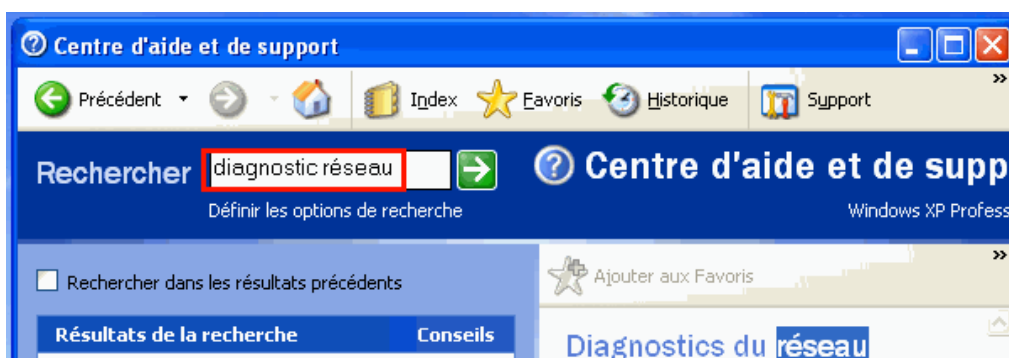 Centre d'aide et de support
Précédent Index Favoris Historique Support »
Rechercher diagnostic réseau Centre d'aide et de supp
Définir les options de recherche Windows XP Profess
Rechercher dans les résultats précédents Ajouter aux Favoris »
Résultats de la recherche Conseils
Diagnostics du réseau